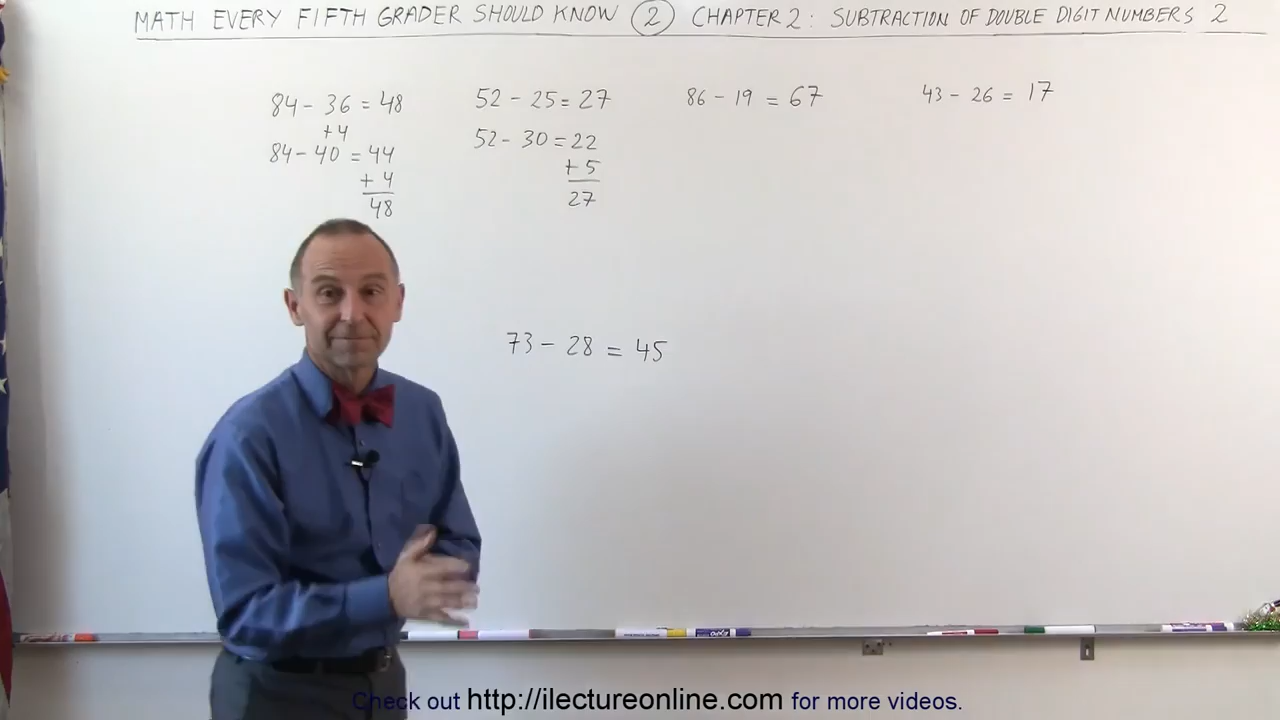 MATH EVERY FIFTH GRADER SHOULD KNOW 2 CHAPTER 2: SUBTRACTION OF DOUBLE DIGIT NUMBERS 2
84 - 36 = 48
+4
84 - 40 = 44
+ 4
48
52 - 25 = 27
52 - 30 = 22
+ 5
27
86 - 19 = 67
43 - 26 = 17
73 - 28 = 45
Check out http://ilectureonline.com for more videos.